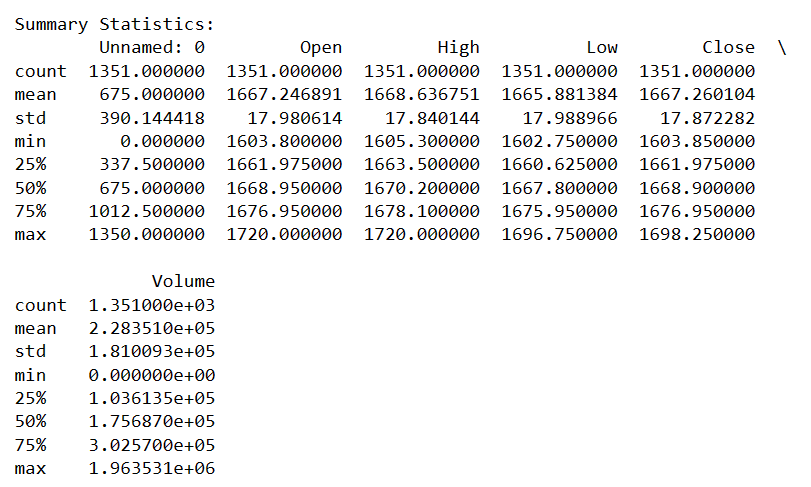 Summary Statistics:
        Unnamed: 0         Open         High          Low        Close  \
count  1351.000000  1351.000000  1351.000000  1351.000000  1351.000000
mean    675.000000  1667.246891  1668.636751  1665.881384  1667.260104
std     390.144418    17.980614    17.840144    17.988966    17.872282
min       0.000000  1603.800000  1605.300000  1602.750000  1603.850000
25%     337.500000  1661.975000  1663.500000  1660.625000  1661.975000
50%     675.000000  1668.950000  1670.200000  1667.800000  1668.900000
75%    1012.500000  1676.950000  1678.100000  1675.950000  1676.950000
max    1350.000000  1720.000000  1720.000000  1696.750000  1698.250000
             Volume
count  1.351000e+03
mean   2.283510e+05
std    1.810093e+05
min    0.000000e+00
25%    1.036135e+05
50%    1.756870e+05
75%    3.025700e+05
max    1.963531e+06